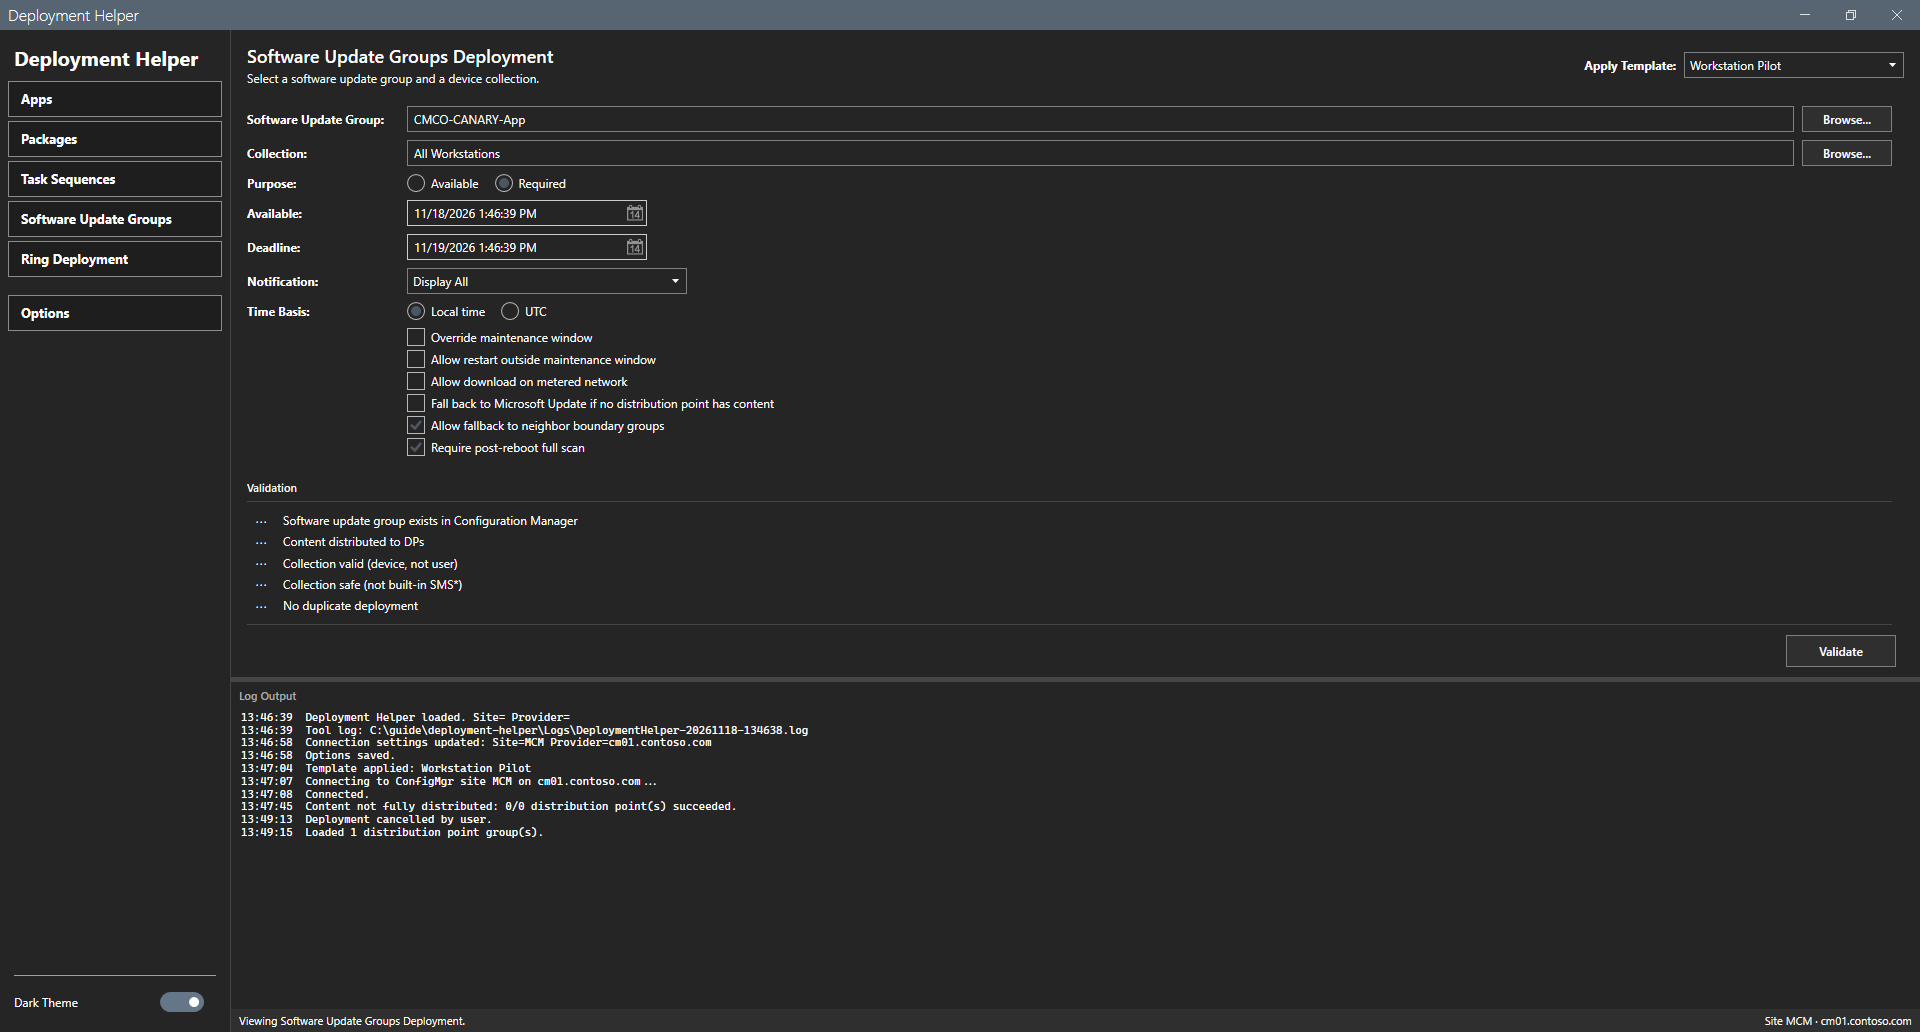 Deployment Helper
Deployment Helper
Apps
Packages
Task Sequences
Software Update Groups
Ring Deployment
Options
Dark Theme
Software Update Groups Deployment
Select a software update group and a device collection.
Apply Template: Workstation Pilot
Software Update Group: CMCO-CANARY-App Browse...
Collection: All Workstations Browse...
Purpose: Available Required
Available: 11/18/2026 1:46:39 PM 14
Deadline: 11/19/2026 1:46:39 PM 14
Notification: Display All
Time Basis: Local time UTC
Override maintenance window
Allow restart outside maintenance window
Allow download on metered network
Fall back to Microsoft Update if no distribution point has content
Allow fallback to neighbor boundary groups
Require post-reboot full scan
Validation
... Software update group exists in Configuration Manager
... Content distributed to DPs
... Collection valid (device, not user)
... Collection safe (not built-in SMS*)
... No duplicate deployment
Validate
Log Output
13:46:39 Deployment Helper loaded. Site= Provider=
13:46:39 Tool log: C:\guide\deployment-helper\Logs\DeploymentHelper-20261118-134638.log
13:46:58 Connection settings updated: Site=MCM Provider=cm01.contoso.com
13:46:58 Options saved.
13:47:04 Template applied: Workstation Pilot
13:47:07 Connecting to ConfigMgr site MCM on cm01.contoso.com...
13:47:08 Connected.
13:47:45 Content not fully distributed: 0/0 distribution point(s) succeeded.
13:49:13 Deployment cancelled by user.
13:49:15 Loaded 1 distribution point group(s).
Viewing Software Update Groups Deployment.
Site MCM · cm01.contoso.com